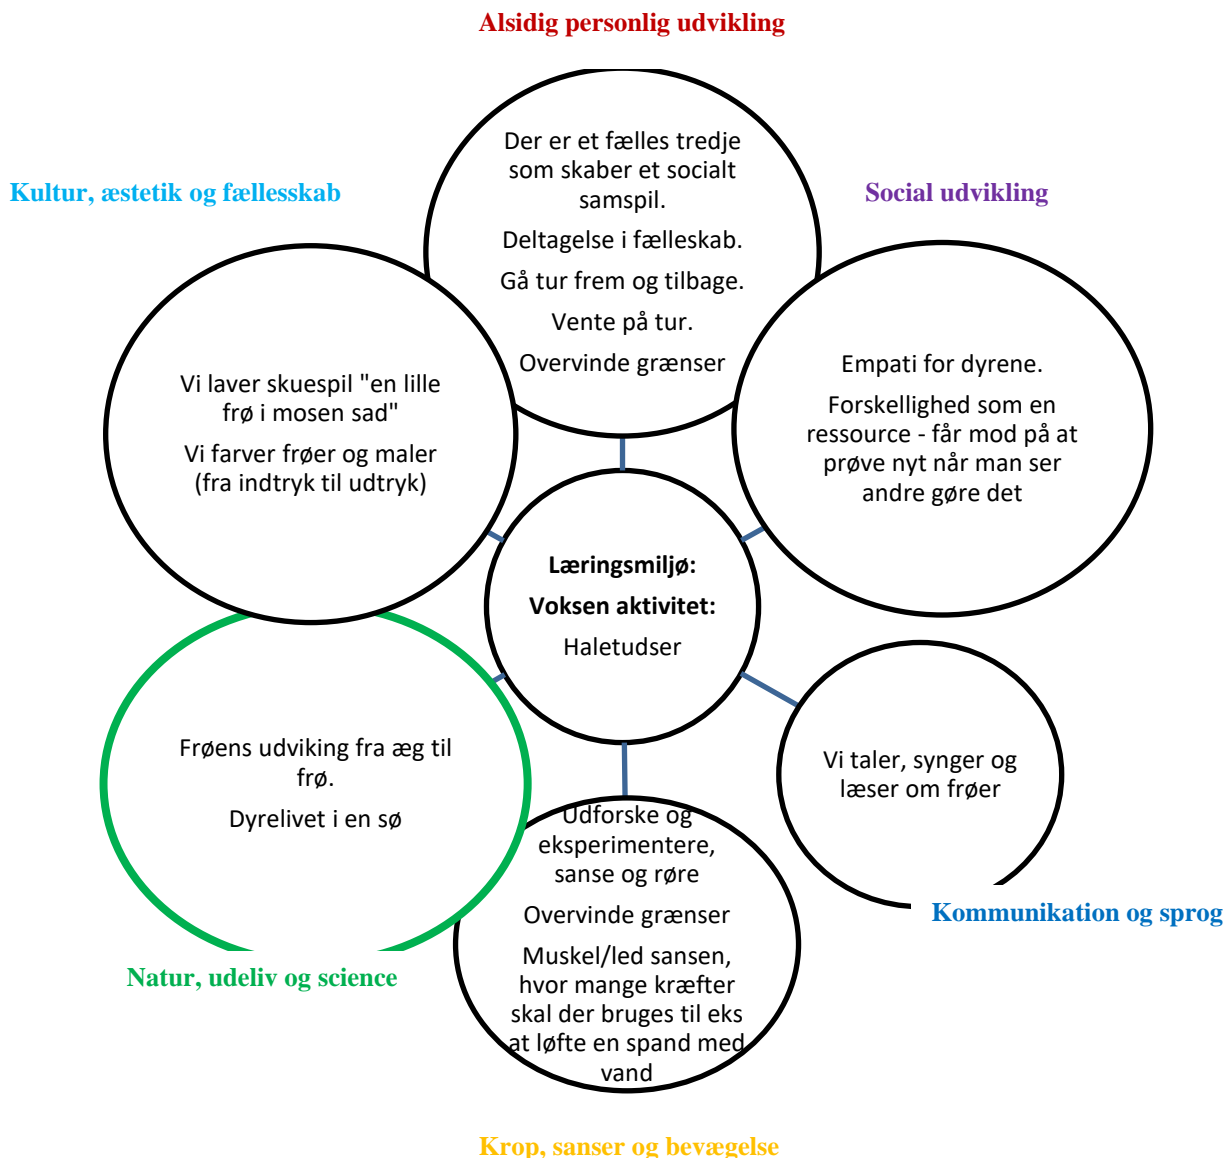 Alsidig personlig udvikling
Der er et fælles tredje
som skaber et socialt
samspil.
Deltagelse i fælleskab.
Gå tur frem og tilbage.
Vente på tur.
Overvinde grænser
Kultur, æstetik og fællesskab
Vi laver skuespil "en lille
frø i mosen sad"
Vi farver frøer og maler
(fra indtryk til udtryk)
Social udvikling
Empati for dyrene.
Forskellighed som en
ressource - får mod på at
prøve nyt når man ser
andre gøre det
Læringsmiljø:
Voksen aktivitet:
Haletudser
Frøens udviking fra æg til
frø.
Dyrelivet i en sø
Natur, udeliv og science
Vi taler, synger og
læser om frøer
Kommunikation og sprog
Udforske og
eksperimentere,
sanse og røre
Overvinde grænser
Muskel/led sansen,
hvor mange kræfter
skal der bruges til eks
at løfte en spand med
vand
Krop, sanser og bevægelse